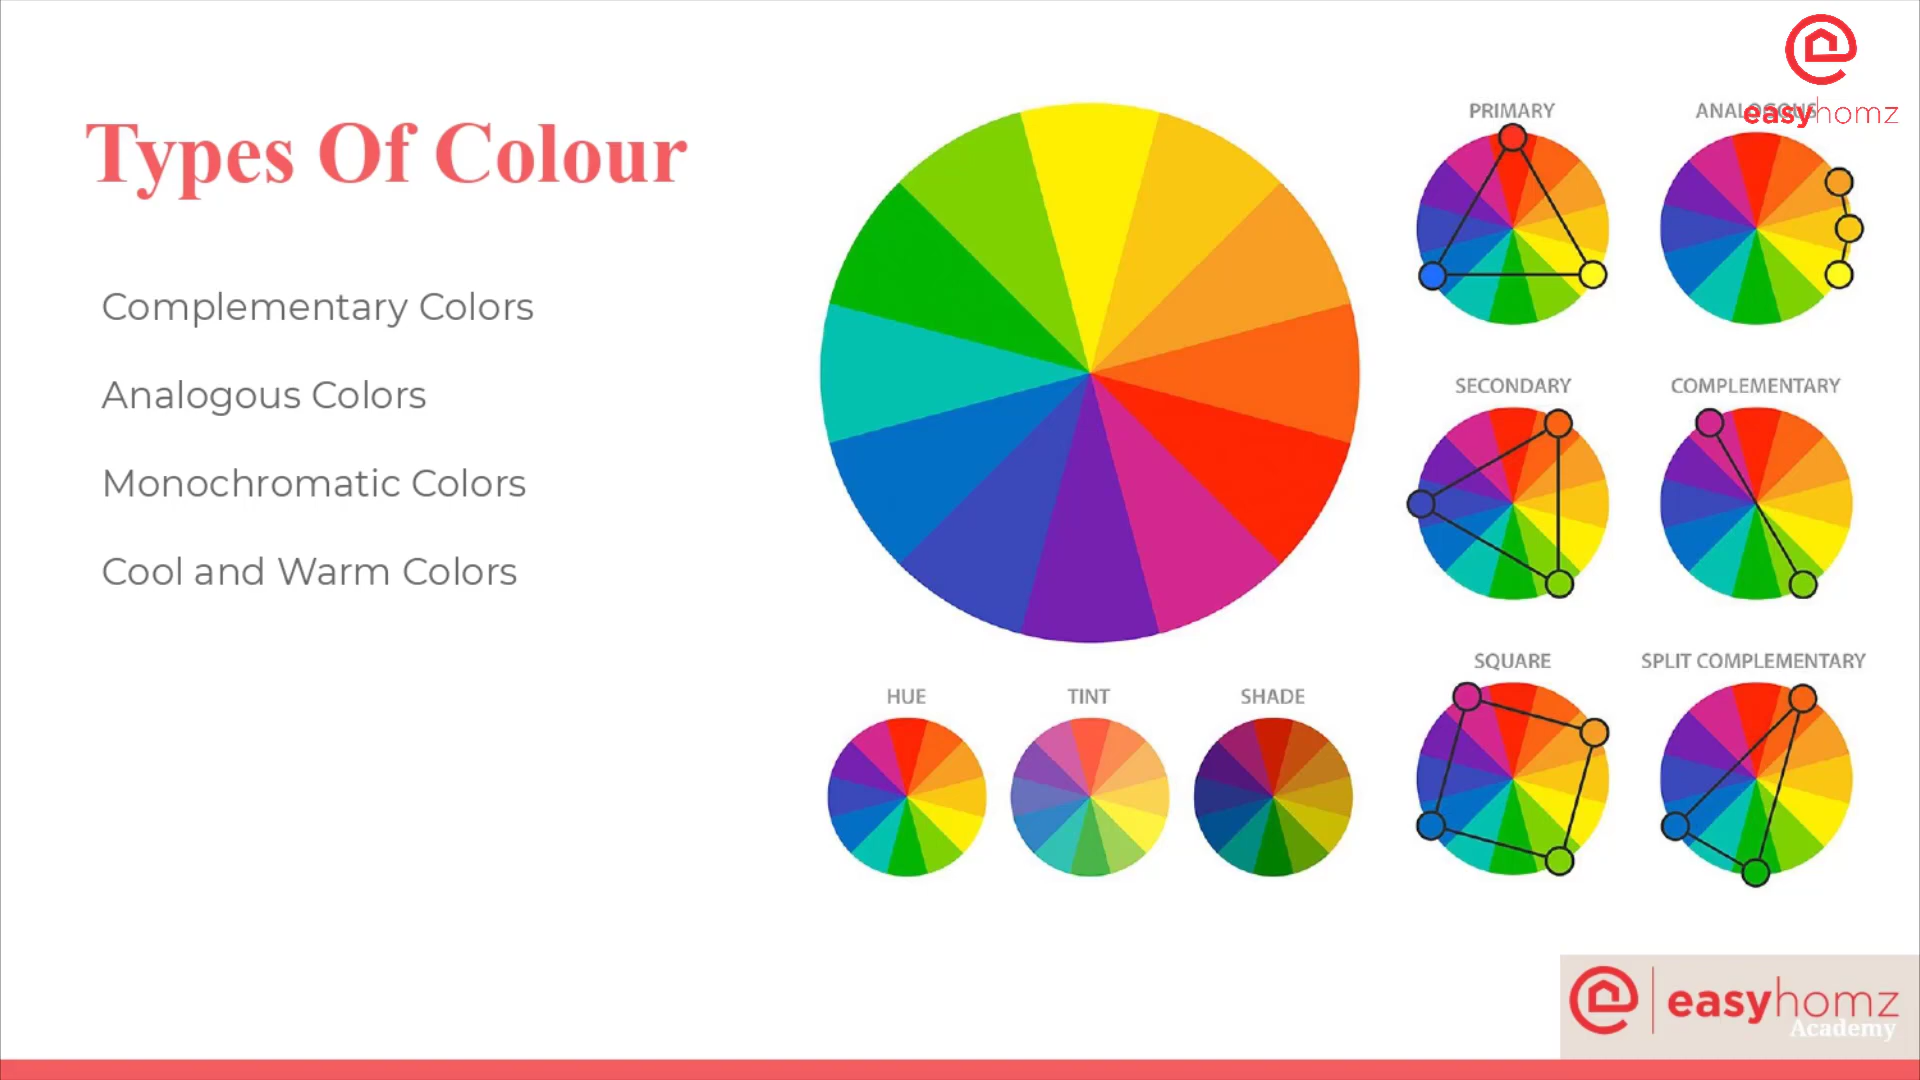 Types Of Colour
Complementary Colors
Analogous Colors
Monochromatic Colors
Cool and Warm Colors
HUE
TINT
SHADE
PRIMARY
ANALOGOUS
easyhomz
SECONDARY
COMPLEMENTARY
SQUARE
SPLIT COMPLEMENTARY
easyhomz
Academy